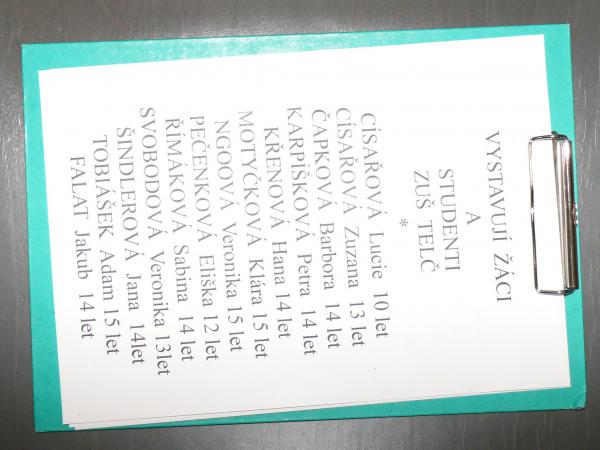 VYSTAVUJÍ ŽÁCI
A
STUDENTI
ZUŠ TELČ
*
CÍSAŘOVÁ Lucie 10 let
CÍSAŘOVÁ Zuzana 13 let
ČAPKOVÁ Barbora 14 let
KARPÍŠKOVÁ Petra 14 let
KŘENOVÁ Hana 14 let
MOTYČKOVÁ Klára 15 let
NGOOVÁ Veronika 15 let
PEČENKOVÁ Eliška 12 let
ŘÍMÁKOVÁ Sabina 14 let
SVOBODOVÁ Veronika 13let
ŠINDLEROVÁ Jana 14let
TOBIÁŠEK Adam 15 let
FALAT Jakub 14 let